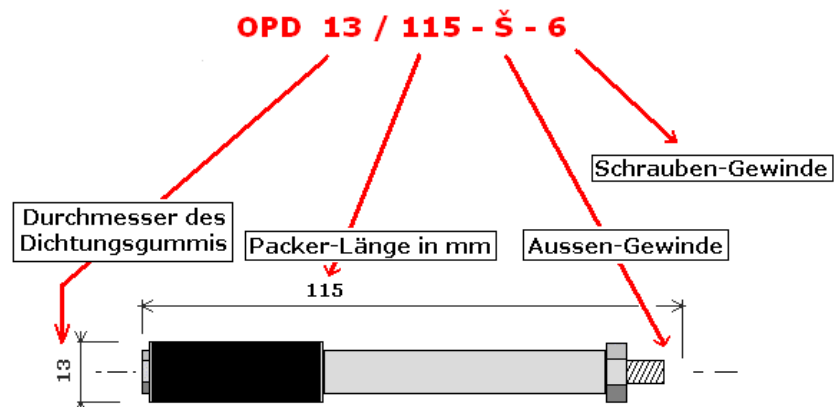 OPD 13 / 115 - Š - 6
Schrauben-Gewinde
Durchmesser des
Dichtungsgummis
Packer-Länge in mm
Aussen-Gewinde
115
13